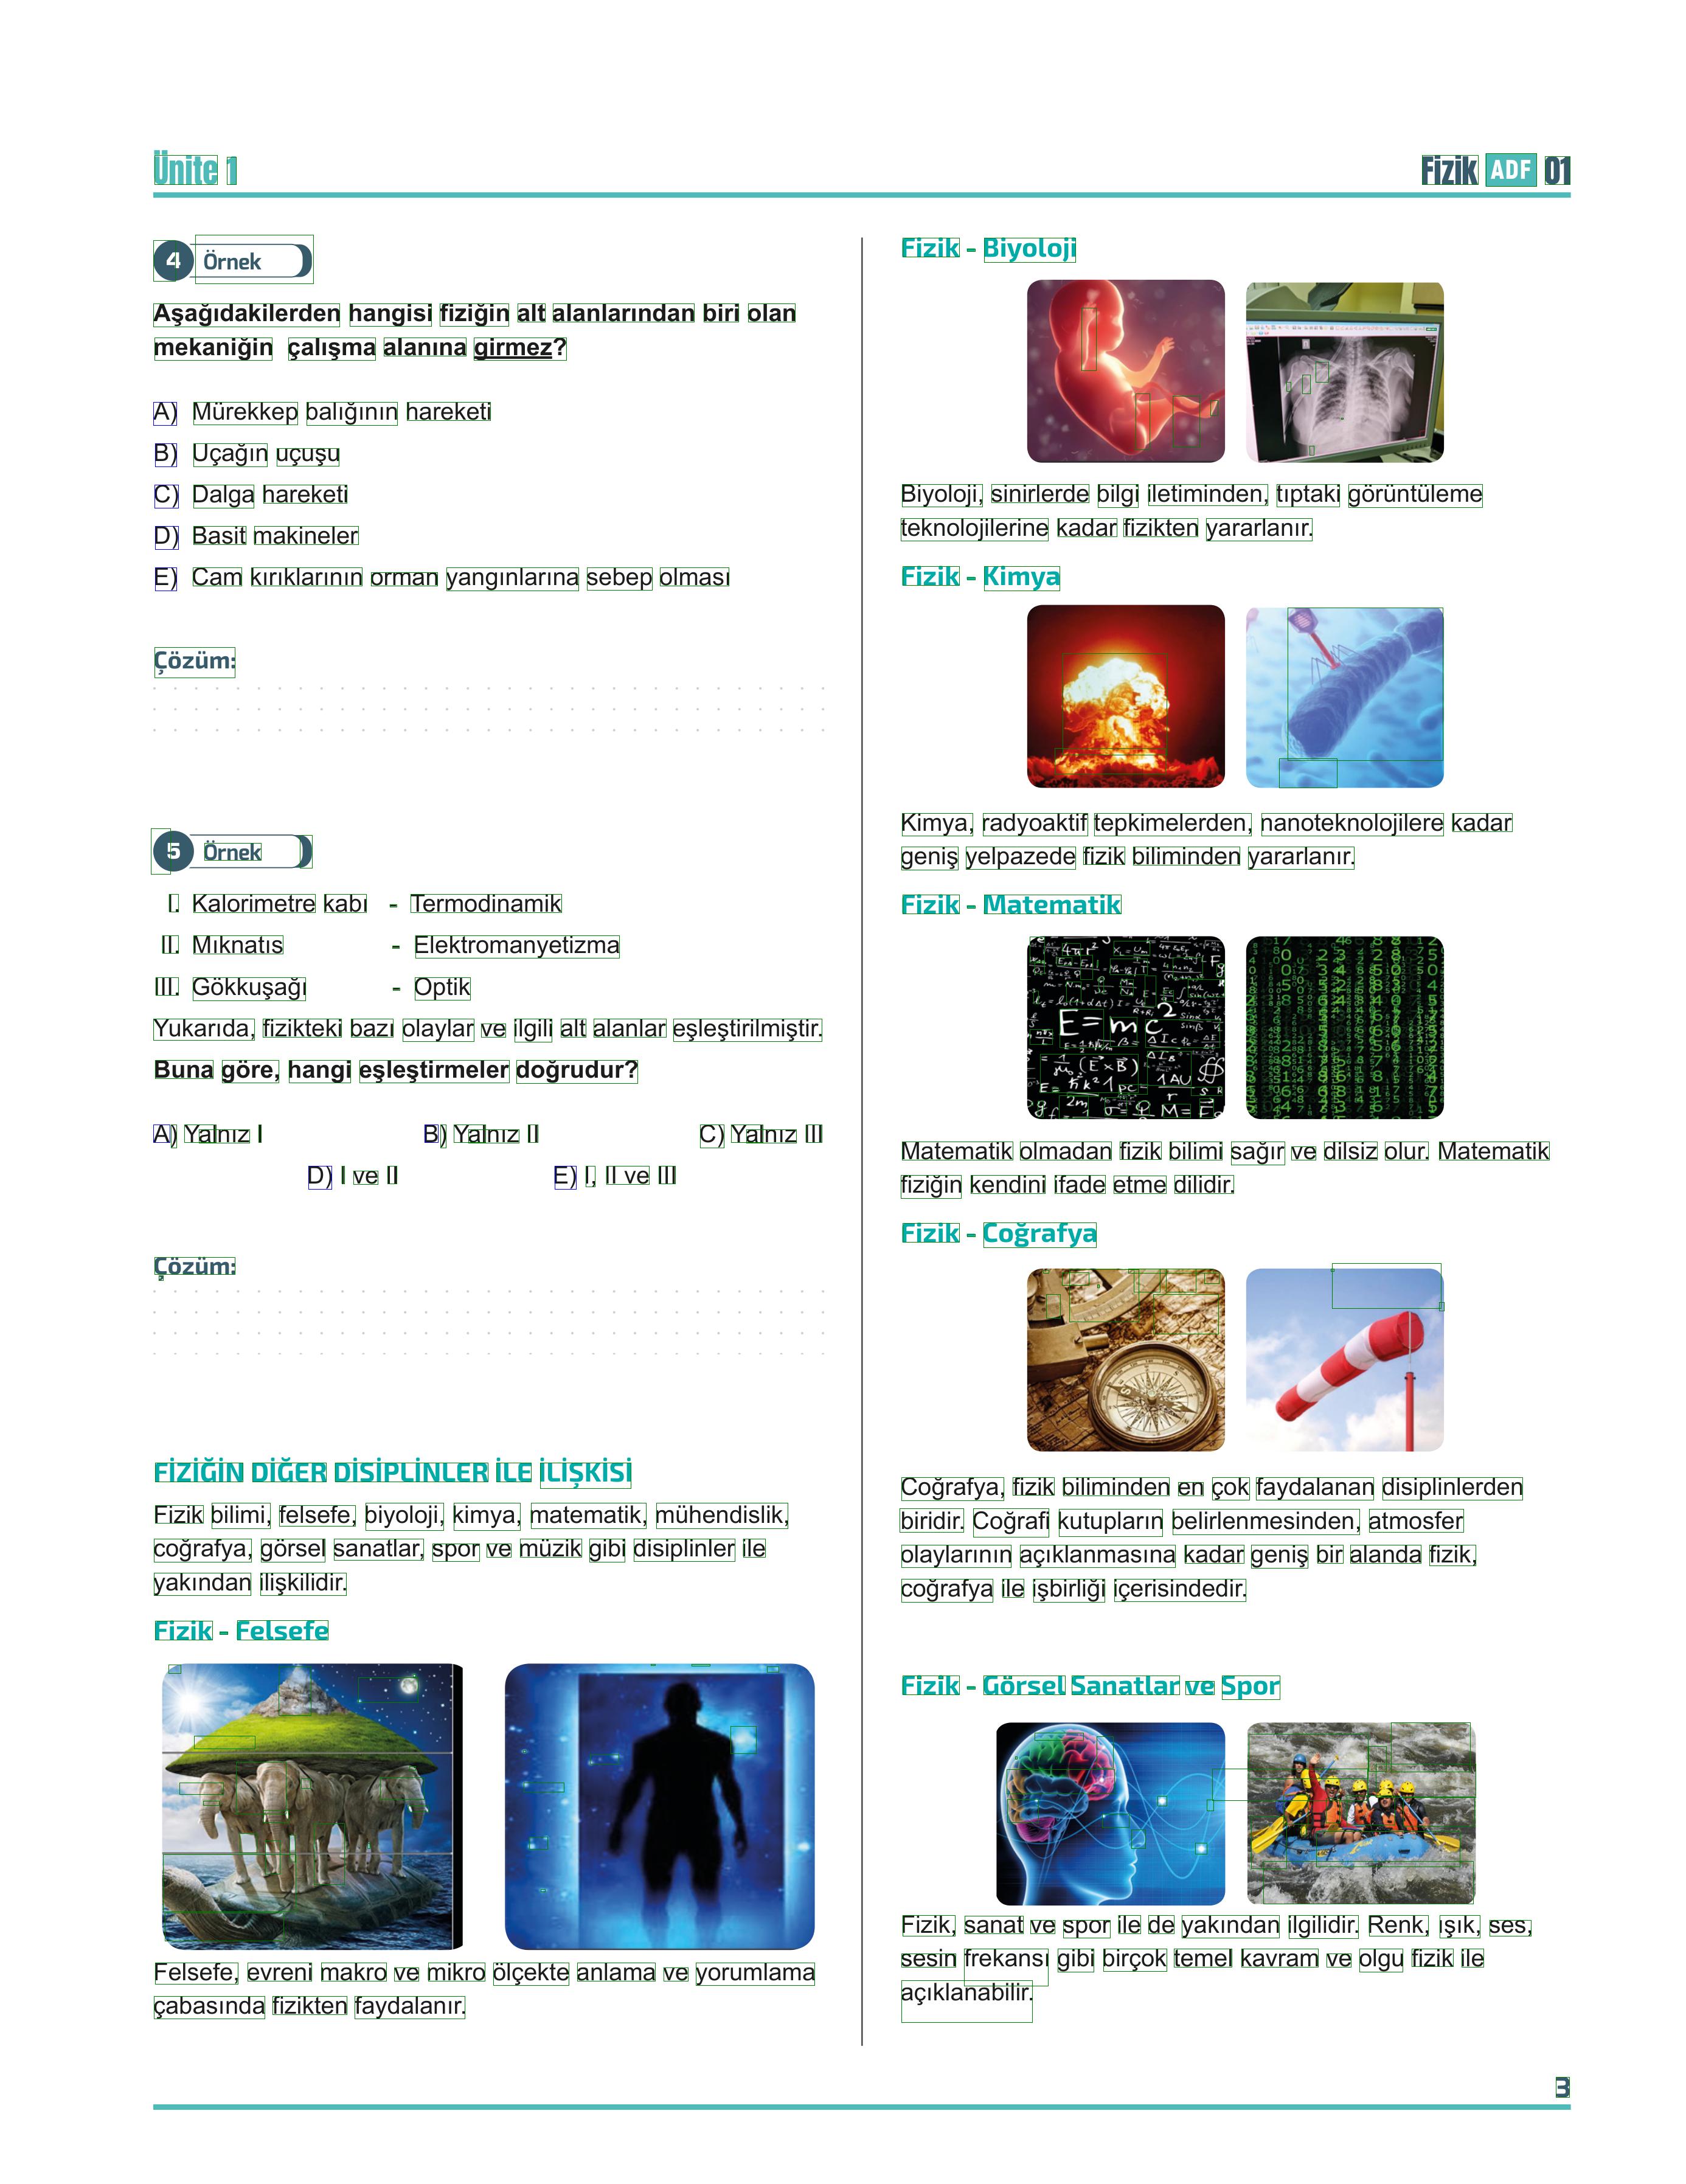 Ünite 1
Fizik ADF 01
4 Örnek
Aşağıdakilerden hangisi fiziğin alt alanlarından biri olan
mekaniğin çalışma alanına girmez?
A) Mürekkep balığının hareketi
B) Uçağın uçuşu
C) Dalga hareketi
D) Basit makineler
E) Cam kırıklarının orman yangınlarına sebep olması
Çözüm:
5 Örnek
I. Kalorimetre kabı - Termodinamik
II. Mıknatıs - Elektromanyetizma
III. Gökkuşağı - Optik
Yukarıda, fizikteki bazı olaylar ve ilgili alt alanlar eşleştirilmiştir.
Buna göre, hangi eşleştirmeler doğrudur?
A) Yalnız I B) Yalnız II C) Yalnız III
D) I ve II E) I, II ve III
Çözüm:
FİZİĞİN DİĞER DİSİPLİNLER İLE İLİŞKİSİ
Fizik bilimi, felsefe, biyoloji, kimya, matematik, mühendislik,
coğrafya, görsel sanatlar, spor ve müzik gibi disiplinler ile
yakından ilişkilidir.
Fizik - Felsefe
Felsefe, evreni makro ve mikro ölçekte anlama ve yorumlama
çabasında fizikten faydalanır.
Fizik - Biyoloji
Biyoloji, sinirlerde bilgi iletiminden, tıptaki görüntüleme
teknolojilerine kadar fizikten yararlanır.
Fizik - Kimya
Kimya, radyoaktif tepkimelerden, nanoteknolojilere kadar
geniş yelpazede fizik biliminden yararlanır.
Fizik - Matematik
E=mc²
Matematik olmadan fizik bilimi sağır ve dilsiz olur. Matematik
fiziğin kendini ifade etme dilidir.
Fizik - Coğrafya
Coğrafya, fizik biliminden en çok faydalanan disiplinlerden
biridir. Coğrafi kutupların belirlenmesinden, atmosfer
olaylarının açıklanmasına kadar geniş bir alanda fizik,
coğrafya ile işbirliği içerisindedir.
Fizik - Görsel Sanatlar ve Spor
Fizik, sanat ve spor ile de yakından ilgilidir. Renk, ışık, ses,
sesin frekansı gibi birçok temel kavram ve olgu fizik ile
açıklanabilir.
3